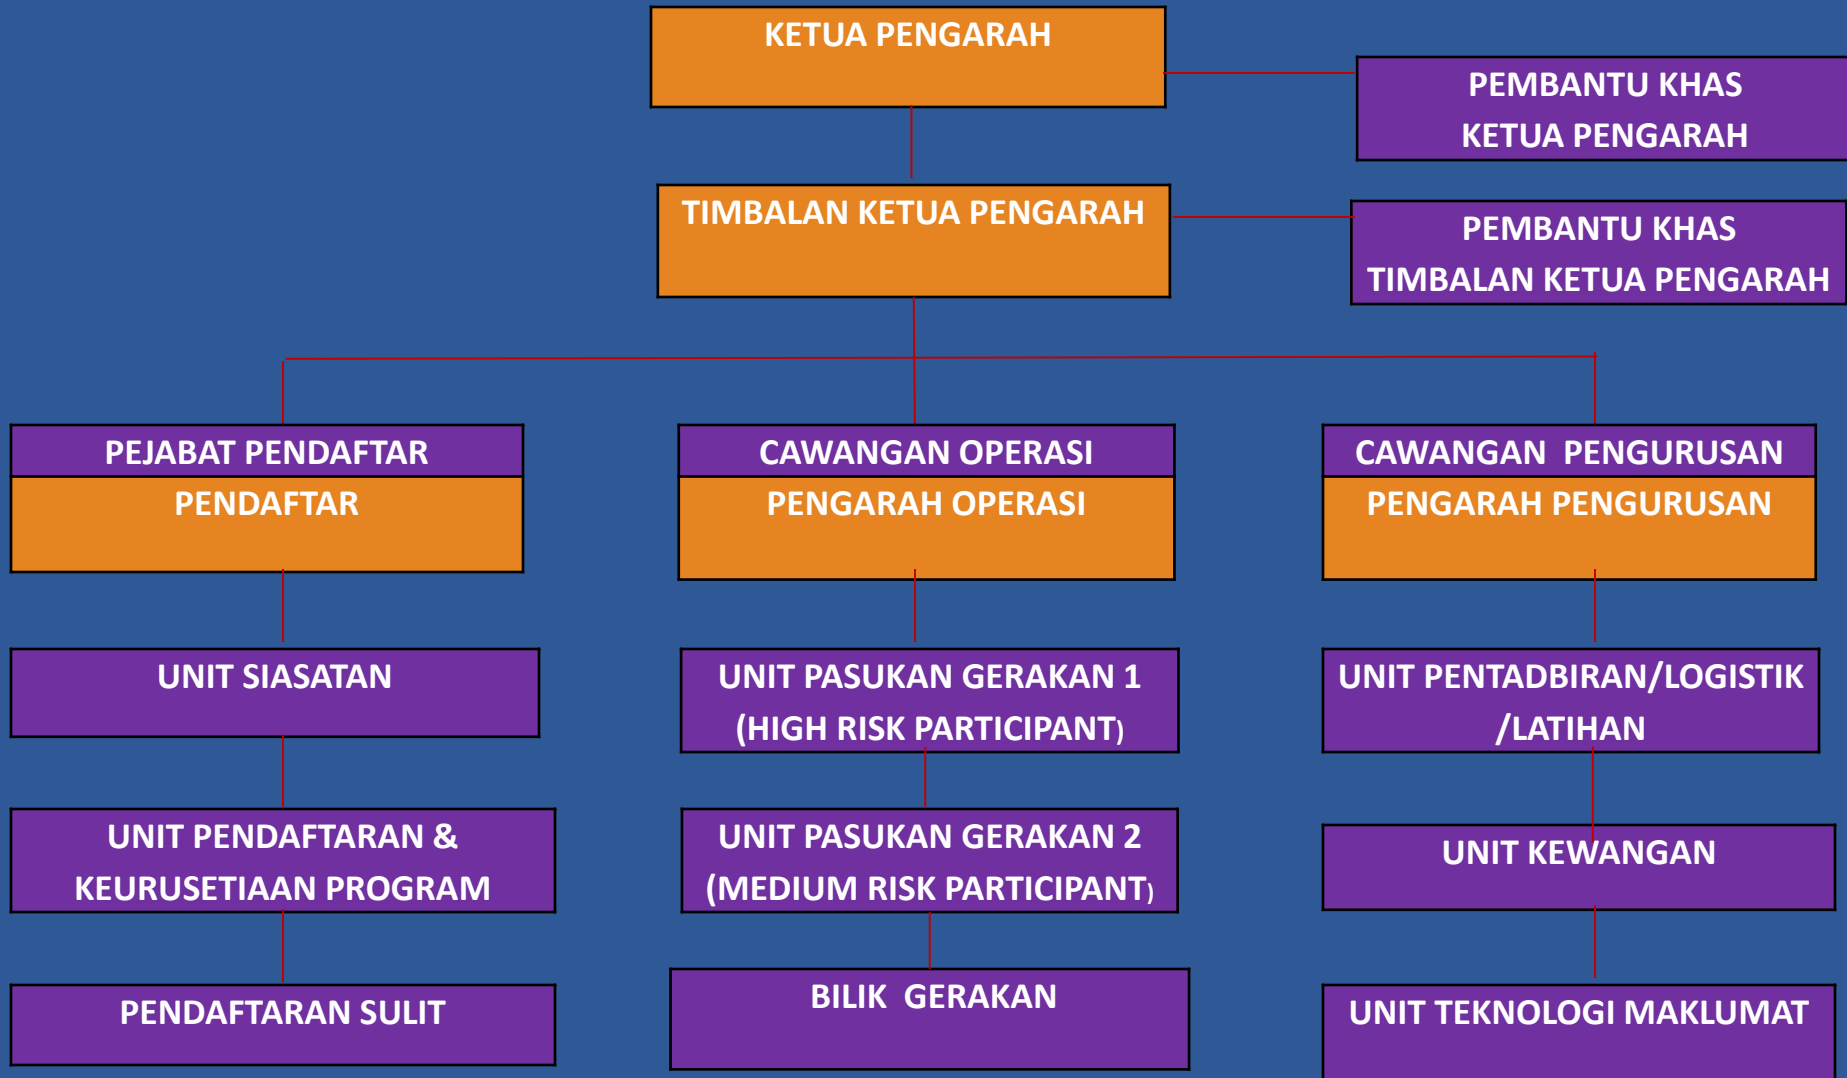 KETUA PENGARAH
PEMBANTU KHAS
KETUA PENGARAH
TIMBALAN KETUA PENGARAH
PEMBANTU KHAS
TIMBALAN KETUA PENGARAH
PEJABAT PENDAFTAR
PENDAFTAR
CAWANGAN OPERASI
PENGARAH OPERASI
CAWANGAN  PENGURUSAN
PENGARAH PENGURUSAN
UNIT SIASATAN
UNIT PASUKAN GERAKAN 1
(HIGH RISK PARTICIPANT)
UNIT PENTADBIRAN/LOGISTIK
/LATIHAN
UNIT PENDAFTARAN &
KEURUSETIAAN PROGRAM
UNIT PASUKAN GERAKAN 2
(MEDIUM RISK PARTICIPANT)
UNIT KEWANGAN
PENDAFTARAN SULIT
BILIK  GERAKAN
UNIT TEKNOLOGI MAKLUMAT